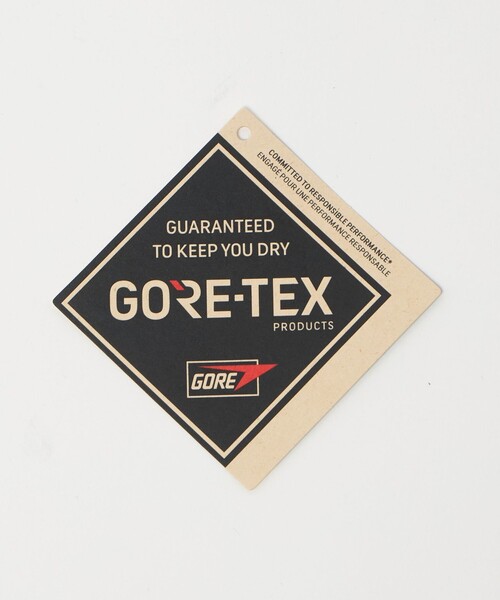 COMMITTED TO RESPONSIBLE PERFORMANCE*
ENGAGÉ POUR UNE PERFORMANCE RESPONSABLE
GUARANTEED
TO KEEP YOU DRY
GORE-TEX
PRODUCTS
GORE